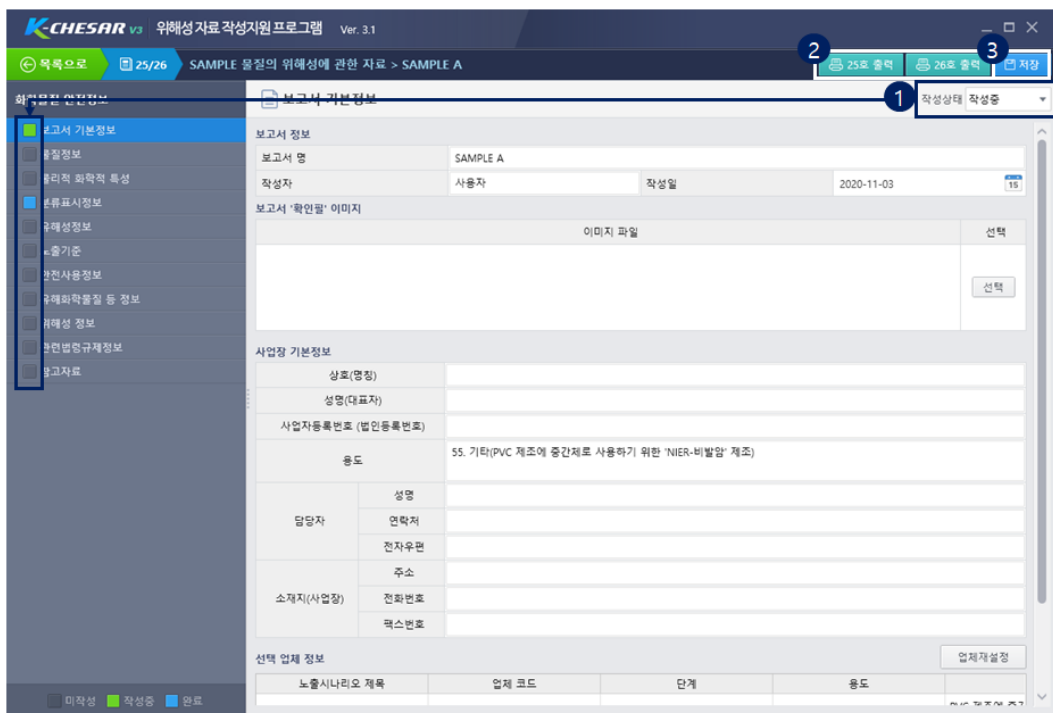 K-CHESAR V3 위해성 자료 작성지원 프로그램 Ver. 3.1
목록으로 25/26 SAMPLE 물질의 위해성에 관한 자료 > SAMPLE A
2 25호 출력 26호 출력 3 저장
화학물질 안전정보
보고서 기본정보
1 작성상태 작성중
보고서 기본정보
물질정보
물리적 화학적 특성
분류표시정보
유해성정보
노출기준
안전사용정보
유해화학물질 등 정보
위해성 정보
관련법령규제정보
참고자료
미작성 작성중 완료
보고서 정보
보고서 명 SAMPLE A
작성자 사용자 작성일 2020-11-03 15
보고서 '확인필' 이미지
이미지 파일 선택
선택
사업장 기본정보
상호(명칭)
성명(대표자)
사업자등록번호 (법인등록번호)
용도 55. 기타(PVC 제조에 중간체로 사용하기 위한 'NIER-비발암' 제조)
담당자 성명
연락처
전자우편
소재지(사업장) 주소
전화번호
팩스번호
선택 업체 정보 업체재설정
노출시나리오 제목 업체 코드 단계 용도